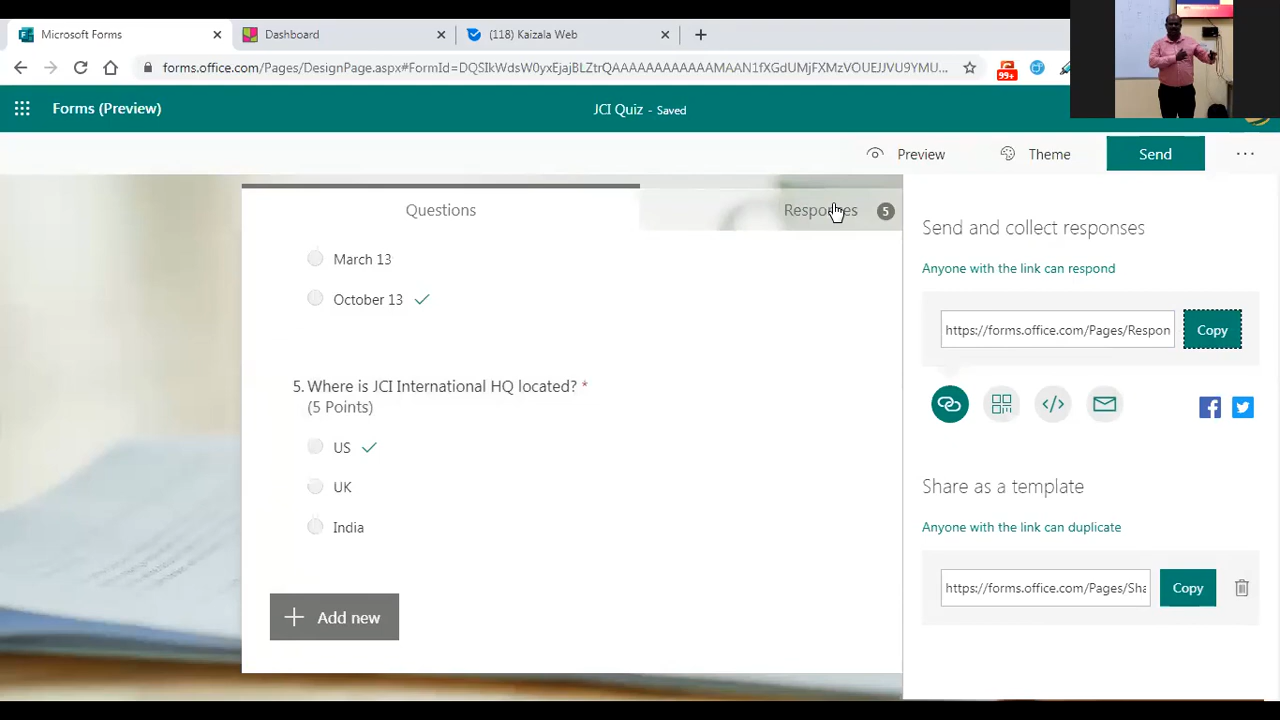 Microsoft Forms
Dashboard
(118) Kaizala Web
forms.office.com/Pages/DesignPage.aspx#FormId=DQSIkWdsW0yxEjajBLZtrQAAAAAAAAAAAAMAAN1fXGdUMjFXMzVOUEJJVU9YMU...
99+
Forms (Preview)
JCI Quiz - Saved
Preview
Theme
Send
...
Questions
Responses 5
March 13
October 13
5. Where is JCI International HQ located? *
(5 Points)
US
UK
India
Add new
Send and collect responses
Anyone with the link can respond
https://forms.office.com/Pages/Respon
Copy
Share as a template
Anyone with the link can duplicate
https://forms.office.com/Pages/Sha
Copy